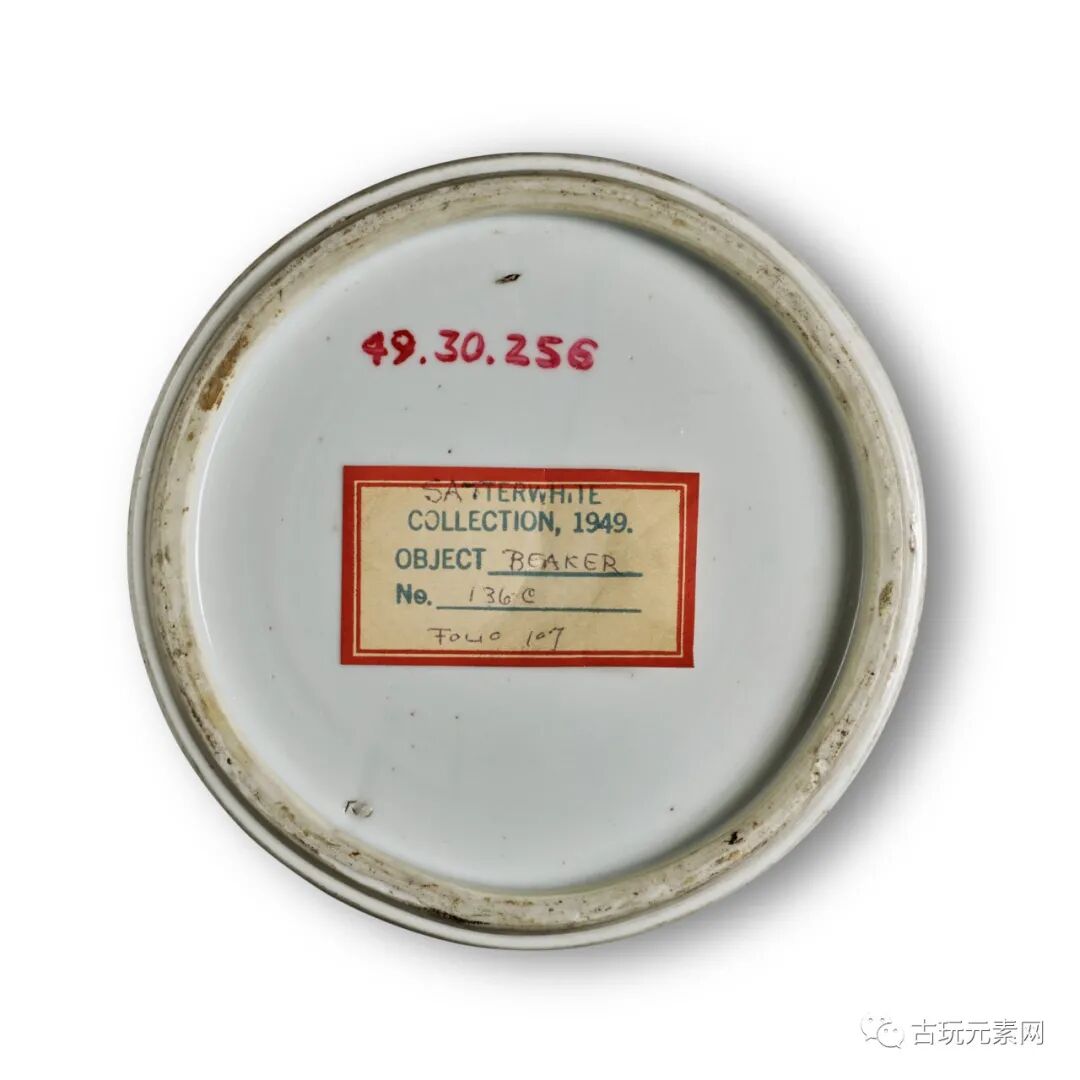 49.30.256
SATTERWHITE
COLLECTION, 1949.
OBJECT BEAKER
No. 136 C
Folio 107
古玩元素网